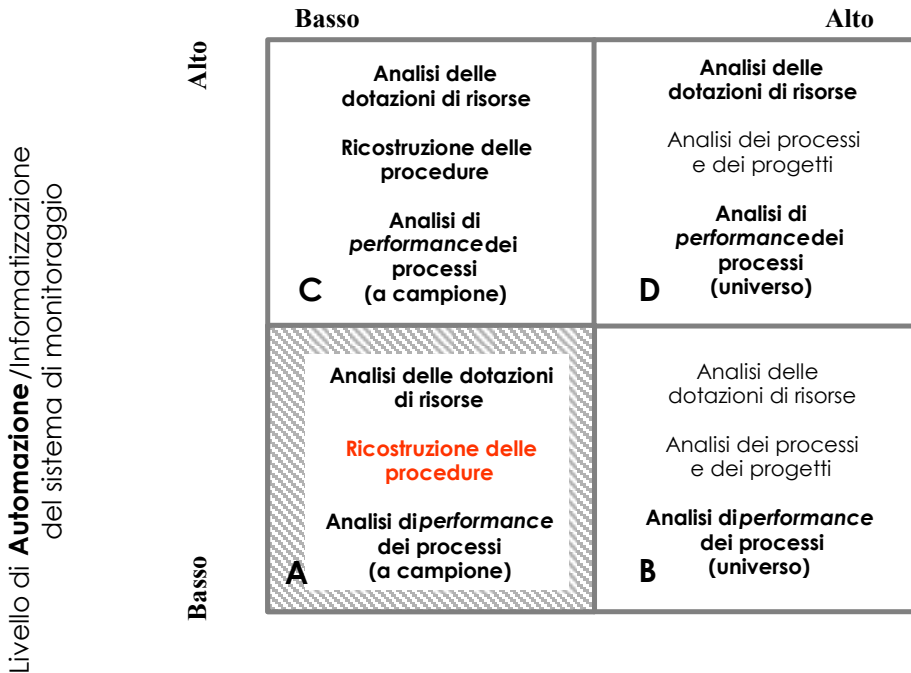 Basso
Alto
Livello di Automazione/Informatizzazione
del sistema di monitoraggio
Alto
Analisi delle
dotazioni di risorse
Ricostruzione delle
procedure
Analisi di
performance dei
processi
(a campione)
C
Analisi delle
dotazioni di risorse
Analisi dei processi
e dei progetti
Analisi di
performance dei
processi
(universo)
D
Basso
Analisi delle dotazioni
di risorse
Ricostruzione delle
procedure
Analisi di performance
dei processi
(a campione)
A
Analisi delle
dotazioni di risorse
Analisi dei processi
e dei progetti
Analisi di performance
dei processi
(universo)
B